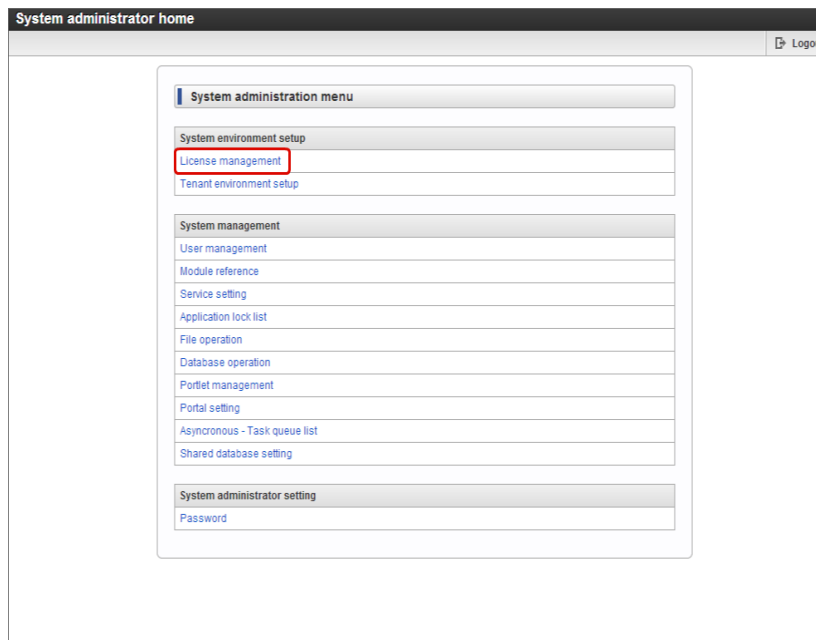 System administrator home
Logou
System administration menu
System environment setup
License management
Tenant environment setup
System management
User management
Module reference
Service setting
Application lock list
File operation
Database operation
Portlet management
Portal setting
Asyncronous - Task queue list
Shared database setting
System administrator setting
Password